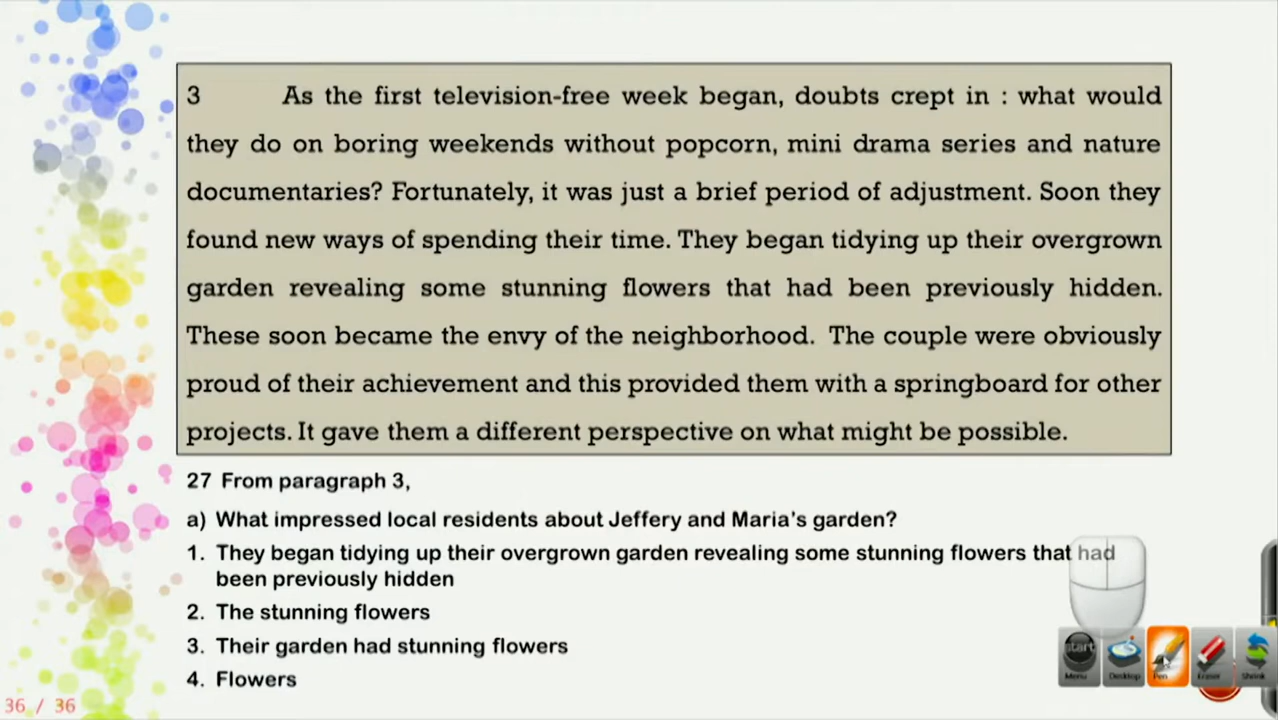 3 As the first television-free week began, doubts crept in : what would
they do on boring weekends without popcorn, mini drama series and nature
documentaries? Fortunately, it was just a brief period of adjustment. Soon they
found new ways of spending their time. They began tidying up their overgrown
garden revealing some stunning flowers that had been previously hidden.
These soon became the envy of the neighborhood. The couple were obviously
proud of their achievement and this provided them with a springboard for other
projects. It gave them a different perspective on what might be possible.
27 From paragraph 3,
a) What impressed local residents about Jeffery and Maria's garden?
1. They began tidying up their overgrown garden revealing some stunning flowers that had
been previously hidden
2. The stunning flowers
3. Their garden had stunning flowers
4. Flowers
start
Menu Desktop Pen Eraser Shrink
36 / 36